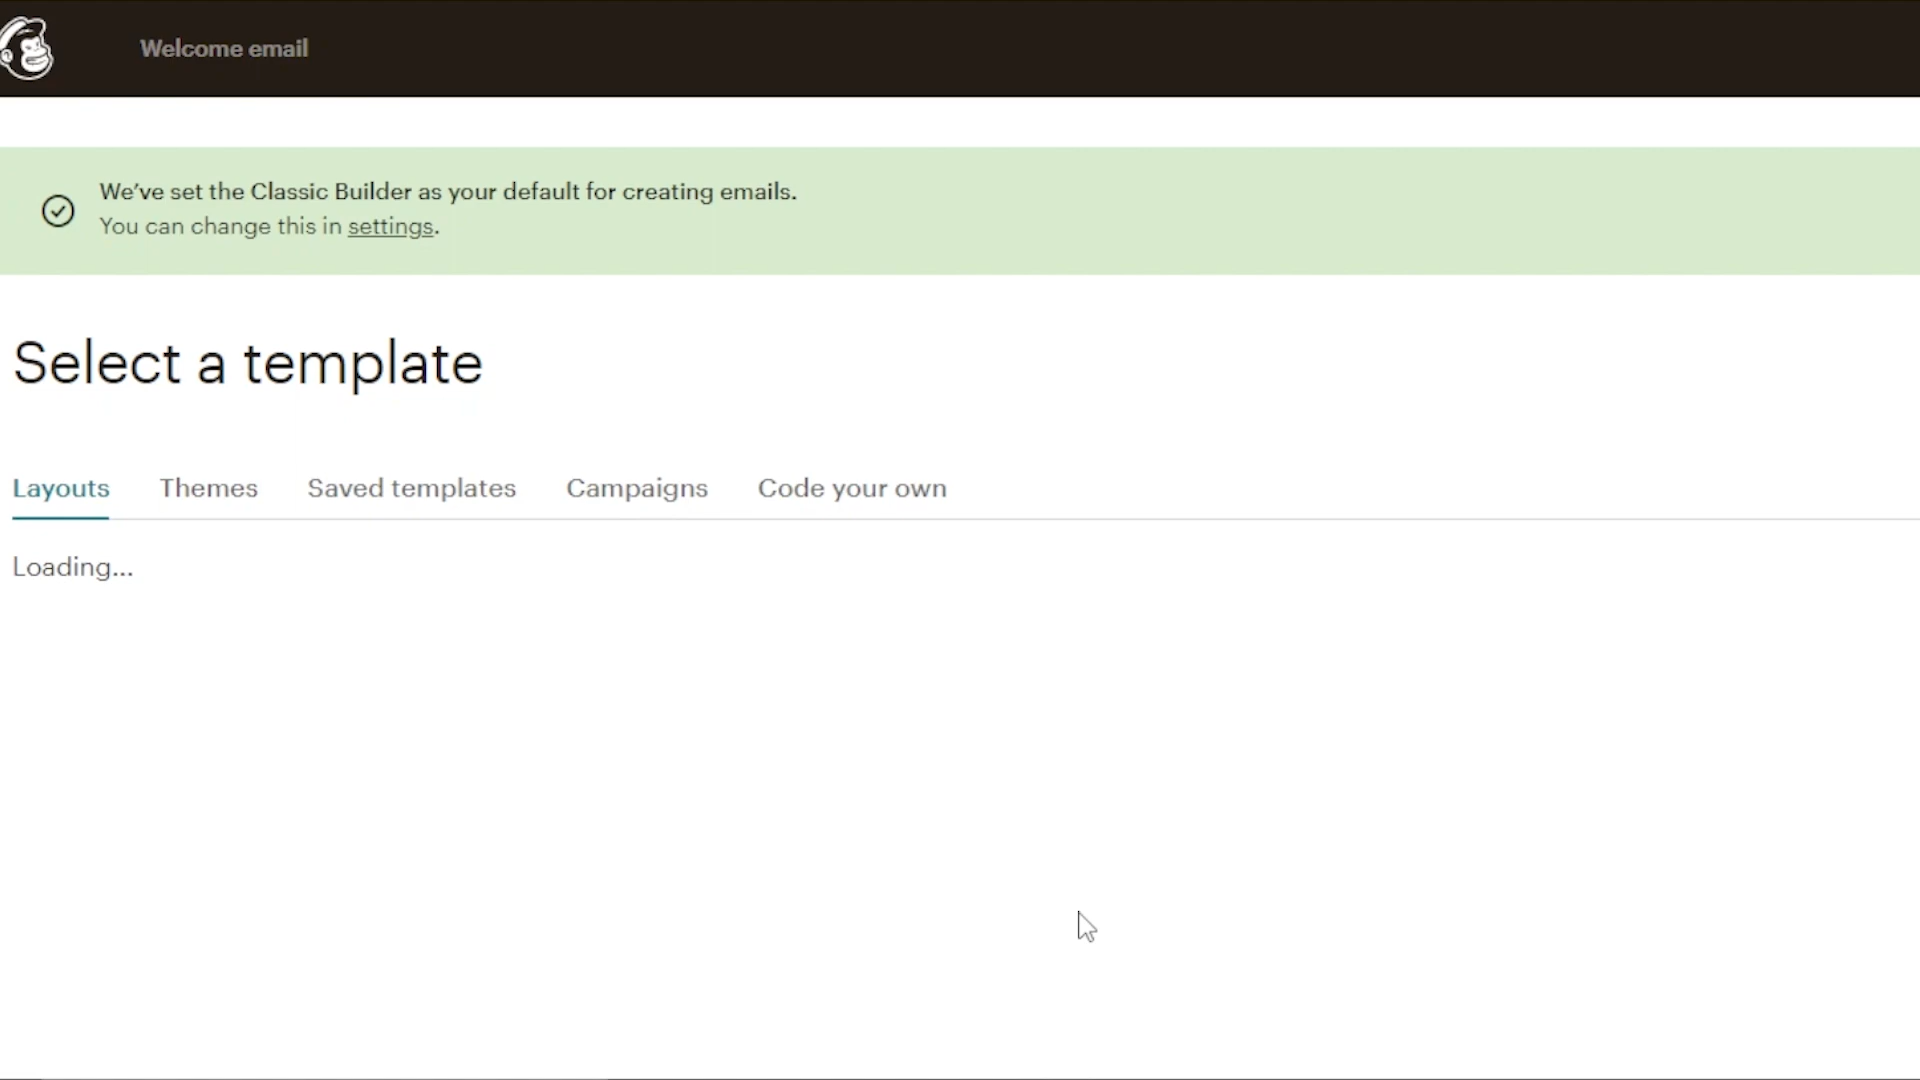 Welcome email
We've set the Classic Builder as your default for creating emails.
You can change this in settings.
Select a template
Layouts Themes Saved templates Campaigns Code your own
Loading...